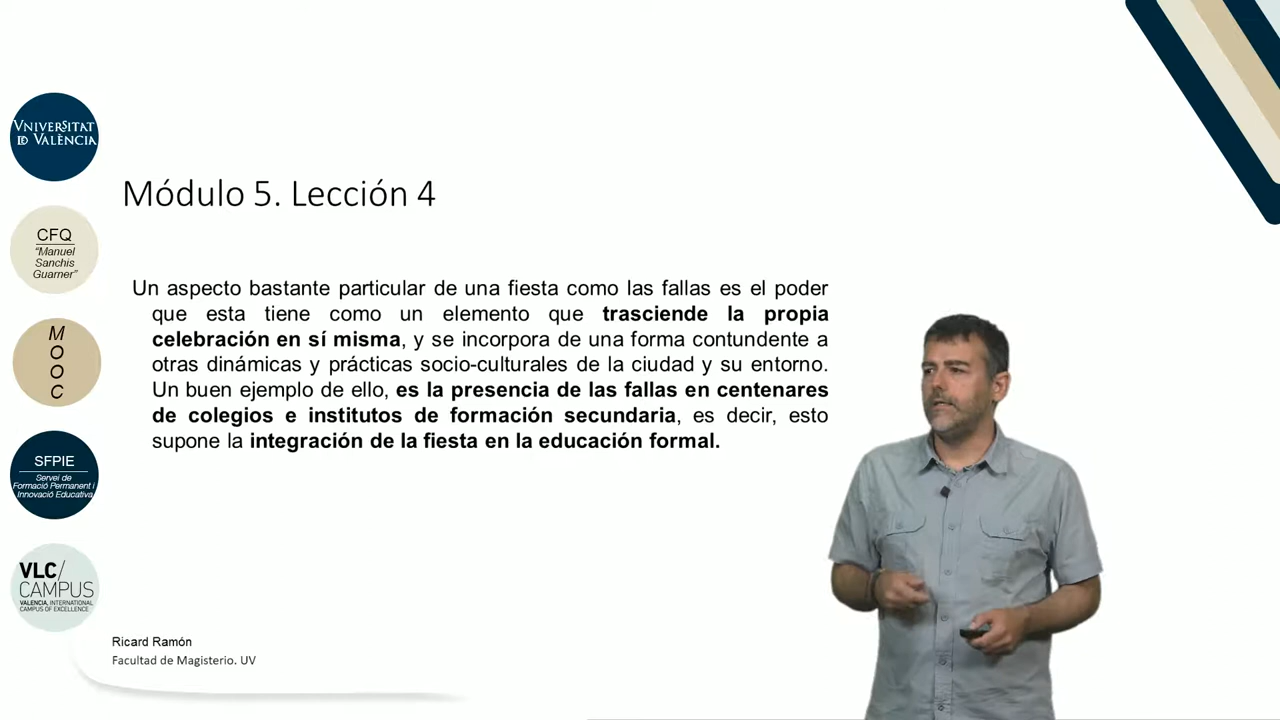 VNIVERSITAT
ID VALÈNCIA
CFQ
"Manuel
Sanchis
Guarner"
M
O
O
C
SFPIE
Servei de
Formació Permanent i
Innovació Educativa
VLC/
CAMPUS
VALENCIA, INTERNATIONAL
CAMPUS OF EXCELLENCE
Módulo 5. Lección 4
Un aspecto bastante particular de una fiesta como las fallas es el poder
que esta tiene como un elemento que trasciende la propia
celebración en sí misma, y se incorpora de una forma contundente a
otras dinámicas y prácticas socio-culturales de la ciudad y su entorno.
Un buen ejemplo de ello, es la presencia de las fallas en centenares
de colegios e institutos de formación secundaria, es decir, esto
supone la integración de la fiesta en la educación formal.
Ricard Ramón
Facultad de Magisterio. UV